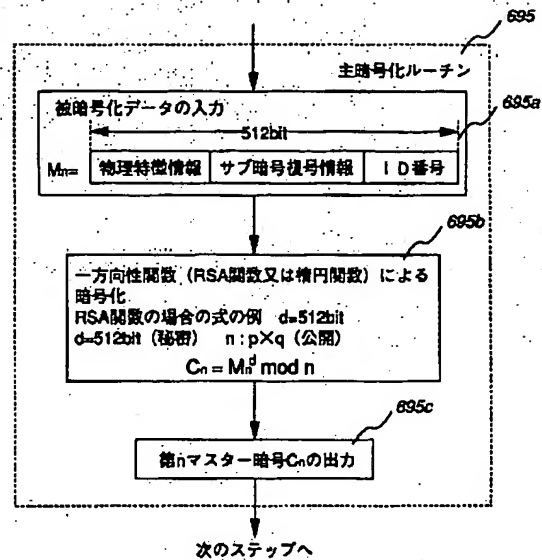 695
主暗号化ルーチン
695a
被暗号化データの入力
512bit
Mn= 物理特徴情報 サブ暗号復号情報 ID番号
695b
一方向性関数(RSA関数又は楕円関数)による
暗号化
RSA関数の場合の式の例 d=512bit
d=512bit(秘密) n:p×q(公開)
Cn=Mn^d mod n
695c
第nマスター暗号Cnの出力
次のステップへ